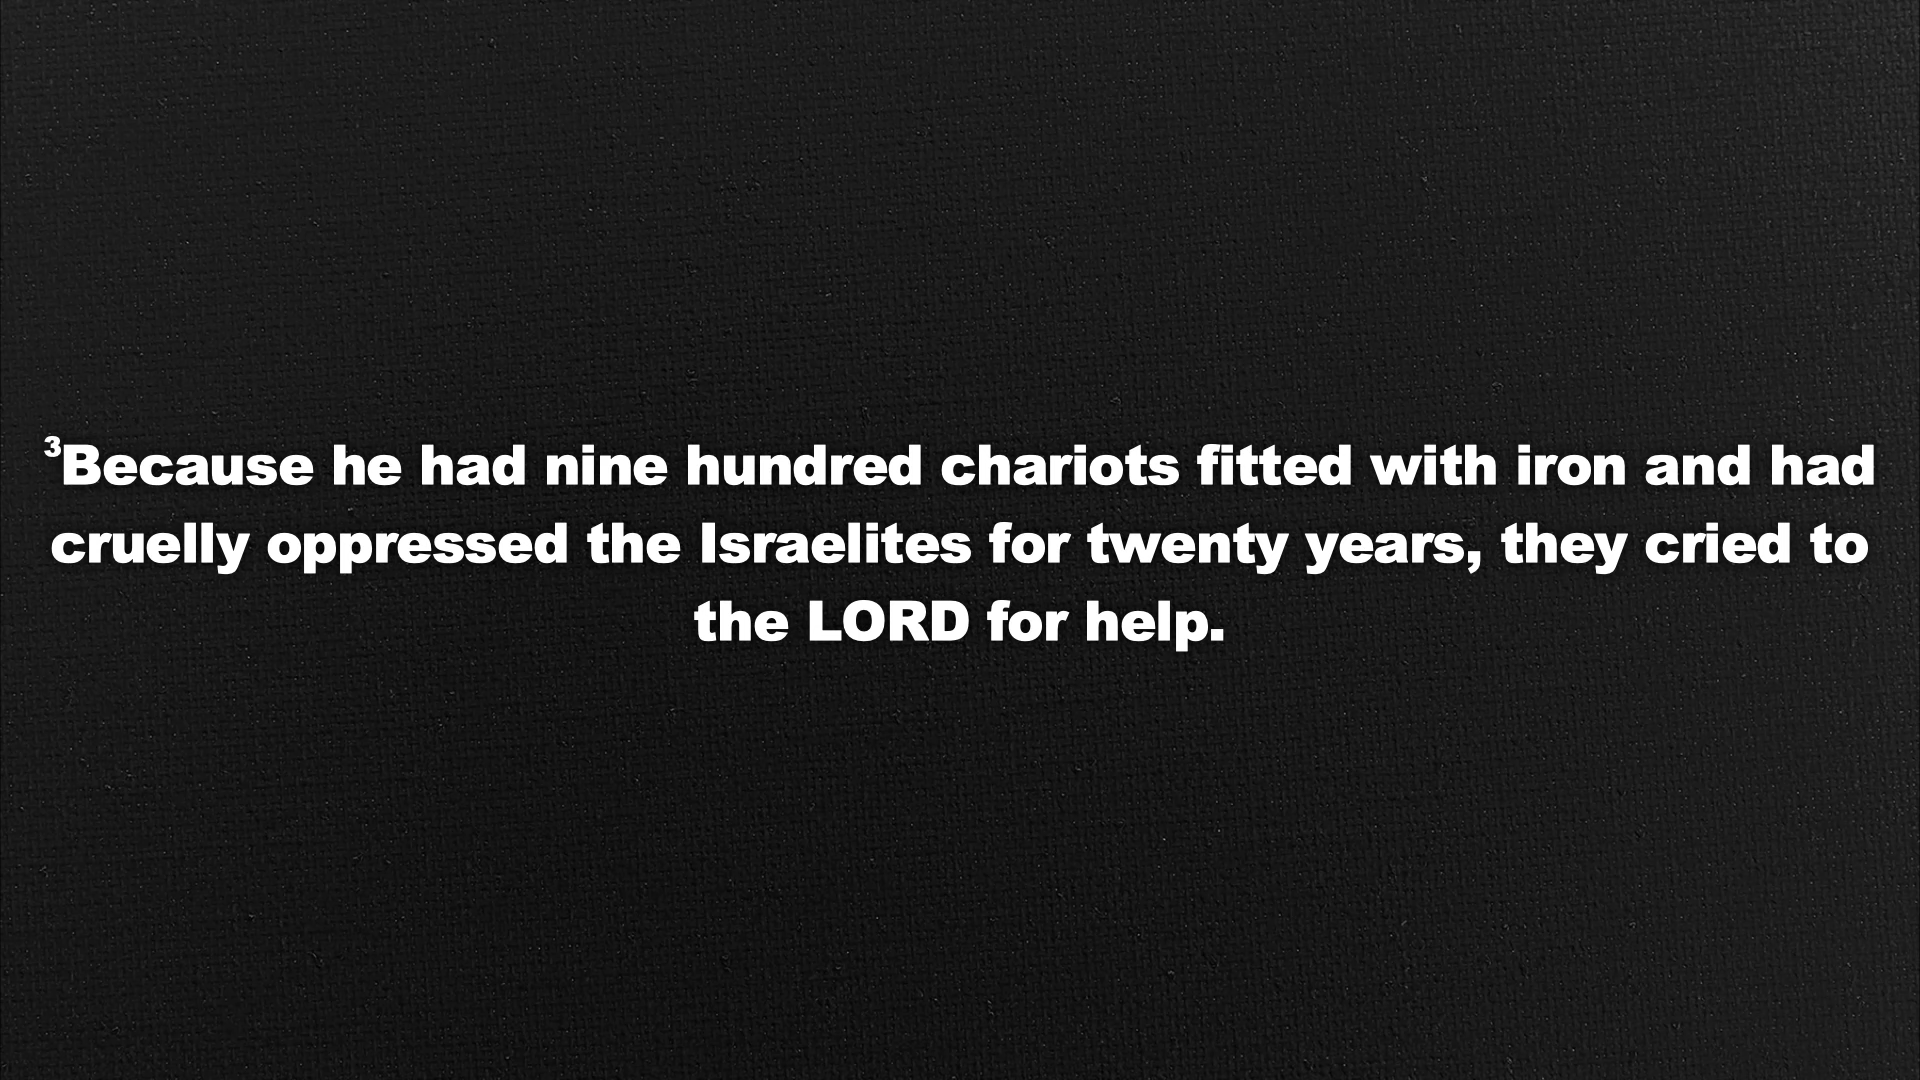 ³Because he had nine hundred chariots fitted with iron and had
cruelly oppressed the Israelites for twenty years, they cried to
the LORD for help.